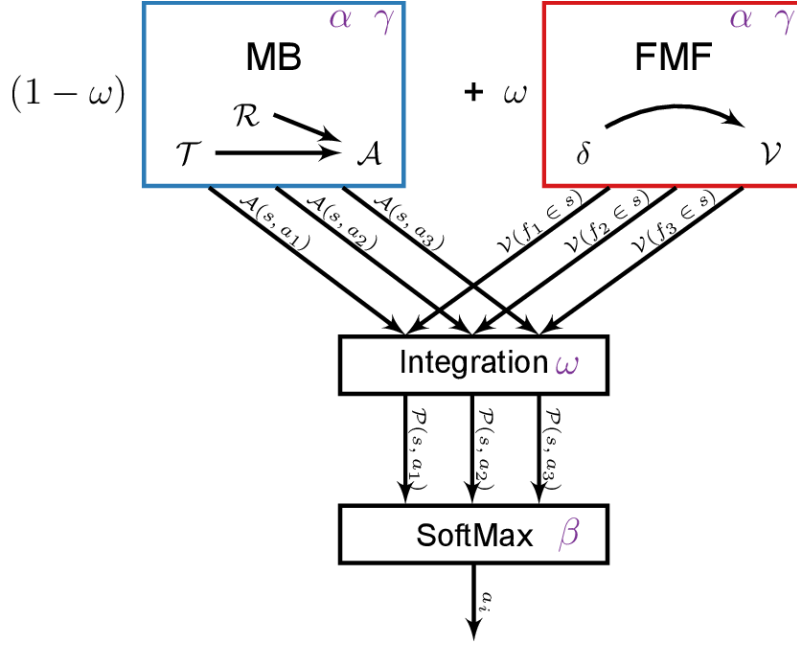 α γ
MB
(1 − ω)
ℛ
𝒯
𝒜
+ ω
α γ
FMF
δ
𝒱
𝒜(s, a₁)
𝒜(s, a₂)
𝒜(s, a₃)
𝒱(f₁ ∈ s)
𝒱(f₂ ∈ s)
𝒱(f₃ ∈ s)
Integration ω
𝒫(s, a₁)
𝒫(s, a₂)
𝒫(s, a₃)
SoftMax β
aᵢ